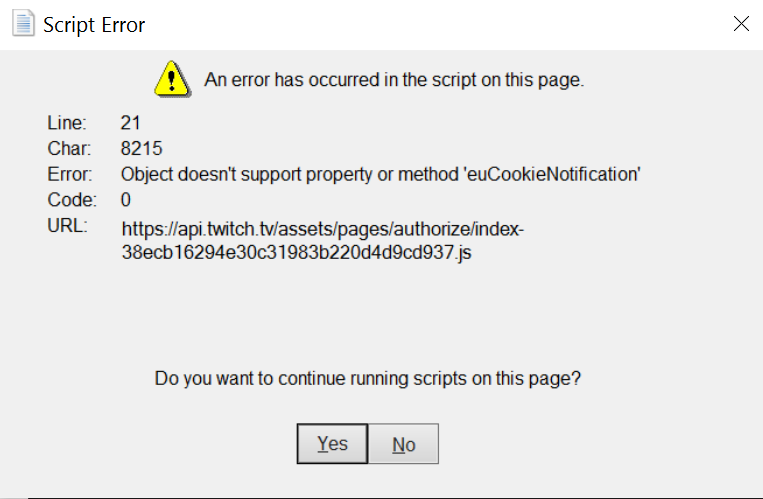 Script Error
An error has occurred in the script on this page.
Line: 21
Char: 8215
Error: Object doesn't support property or method 'euCookieNotification'
Code: 0
URL: https://api.twitch.tv/assets/pages/authorize/index-
38ecb16294e30c31983b220d4d9cd937.js
Do you want to continue running scripts on this page?
Yes No